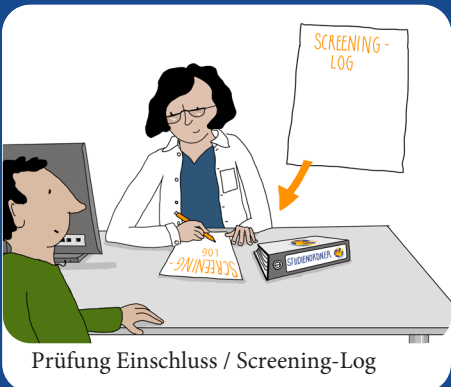 SCREENING -
LOG
SCREENING -
LOG
STUDIENORDNER
Prüfung Einschluss / Screening-Log